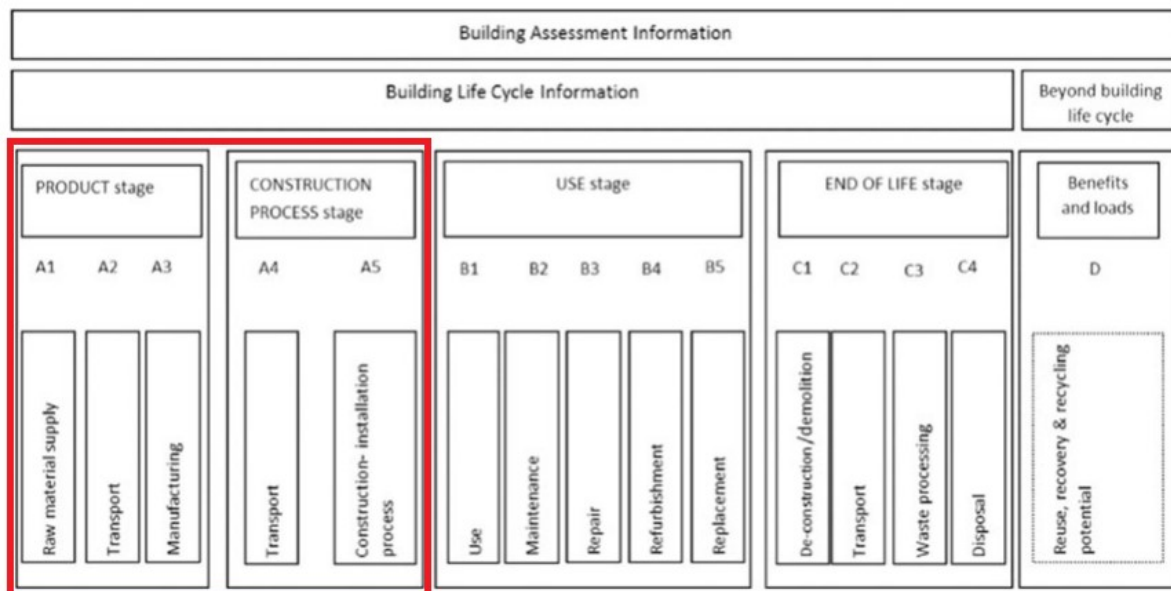 Building Assessment Information
Building Life Cycle Information
Beyond building
life cycle
PRODUCT stage
CONSTRUCTION
PROCESS stage
USE stage
END OF LIFE stage
Benefits
and loads
A1 A2 A3 A4 A5 B1 B2 B3 B4 B5 C1 C2 C3 C4 D
Raw material supply
Transport
Manufacturing
Transport
Construction- installation
process
Use
Maintenance
Repair
Refurbishment
Replacement
De-construction/demolition
Transport
Waste processing
Disposal
Reuse, recovery & recycling
potential